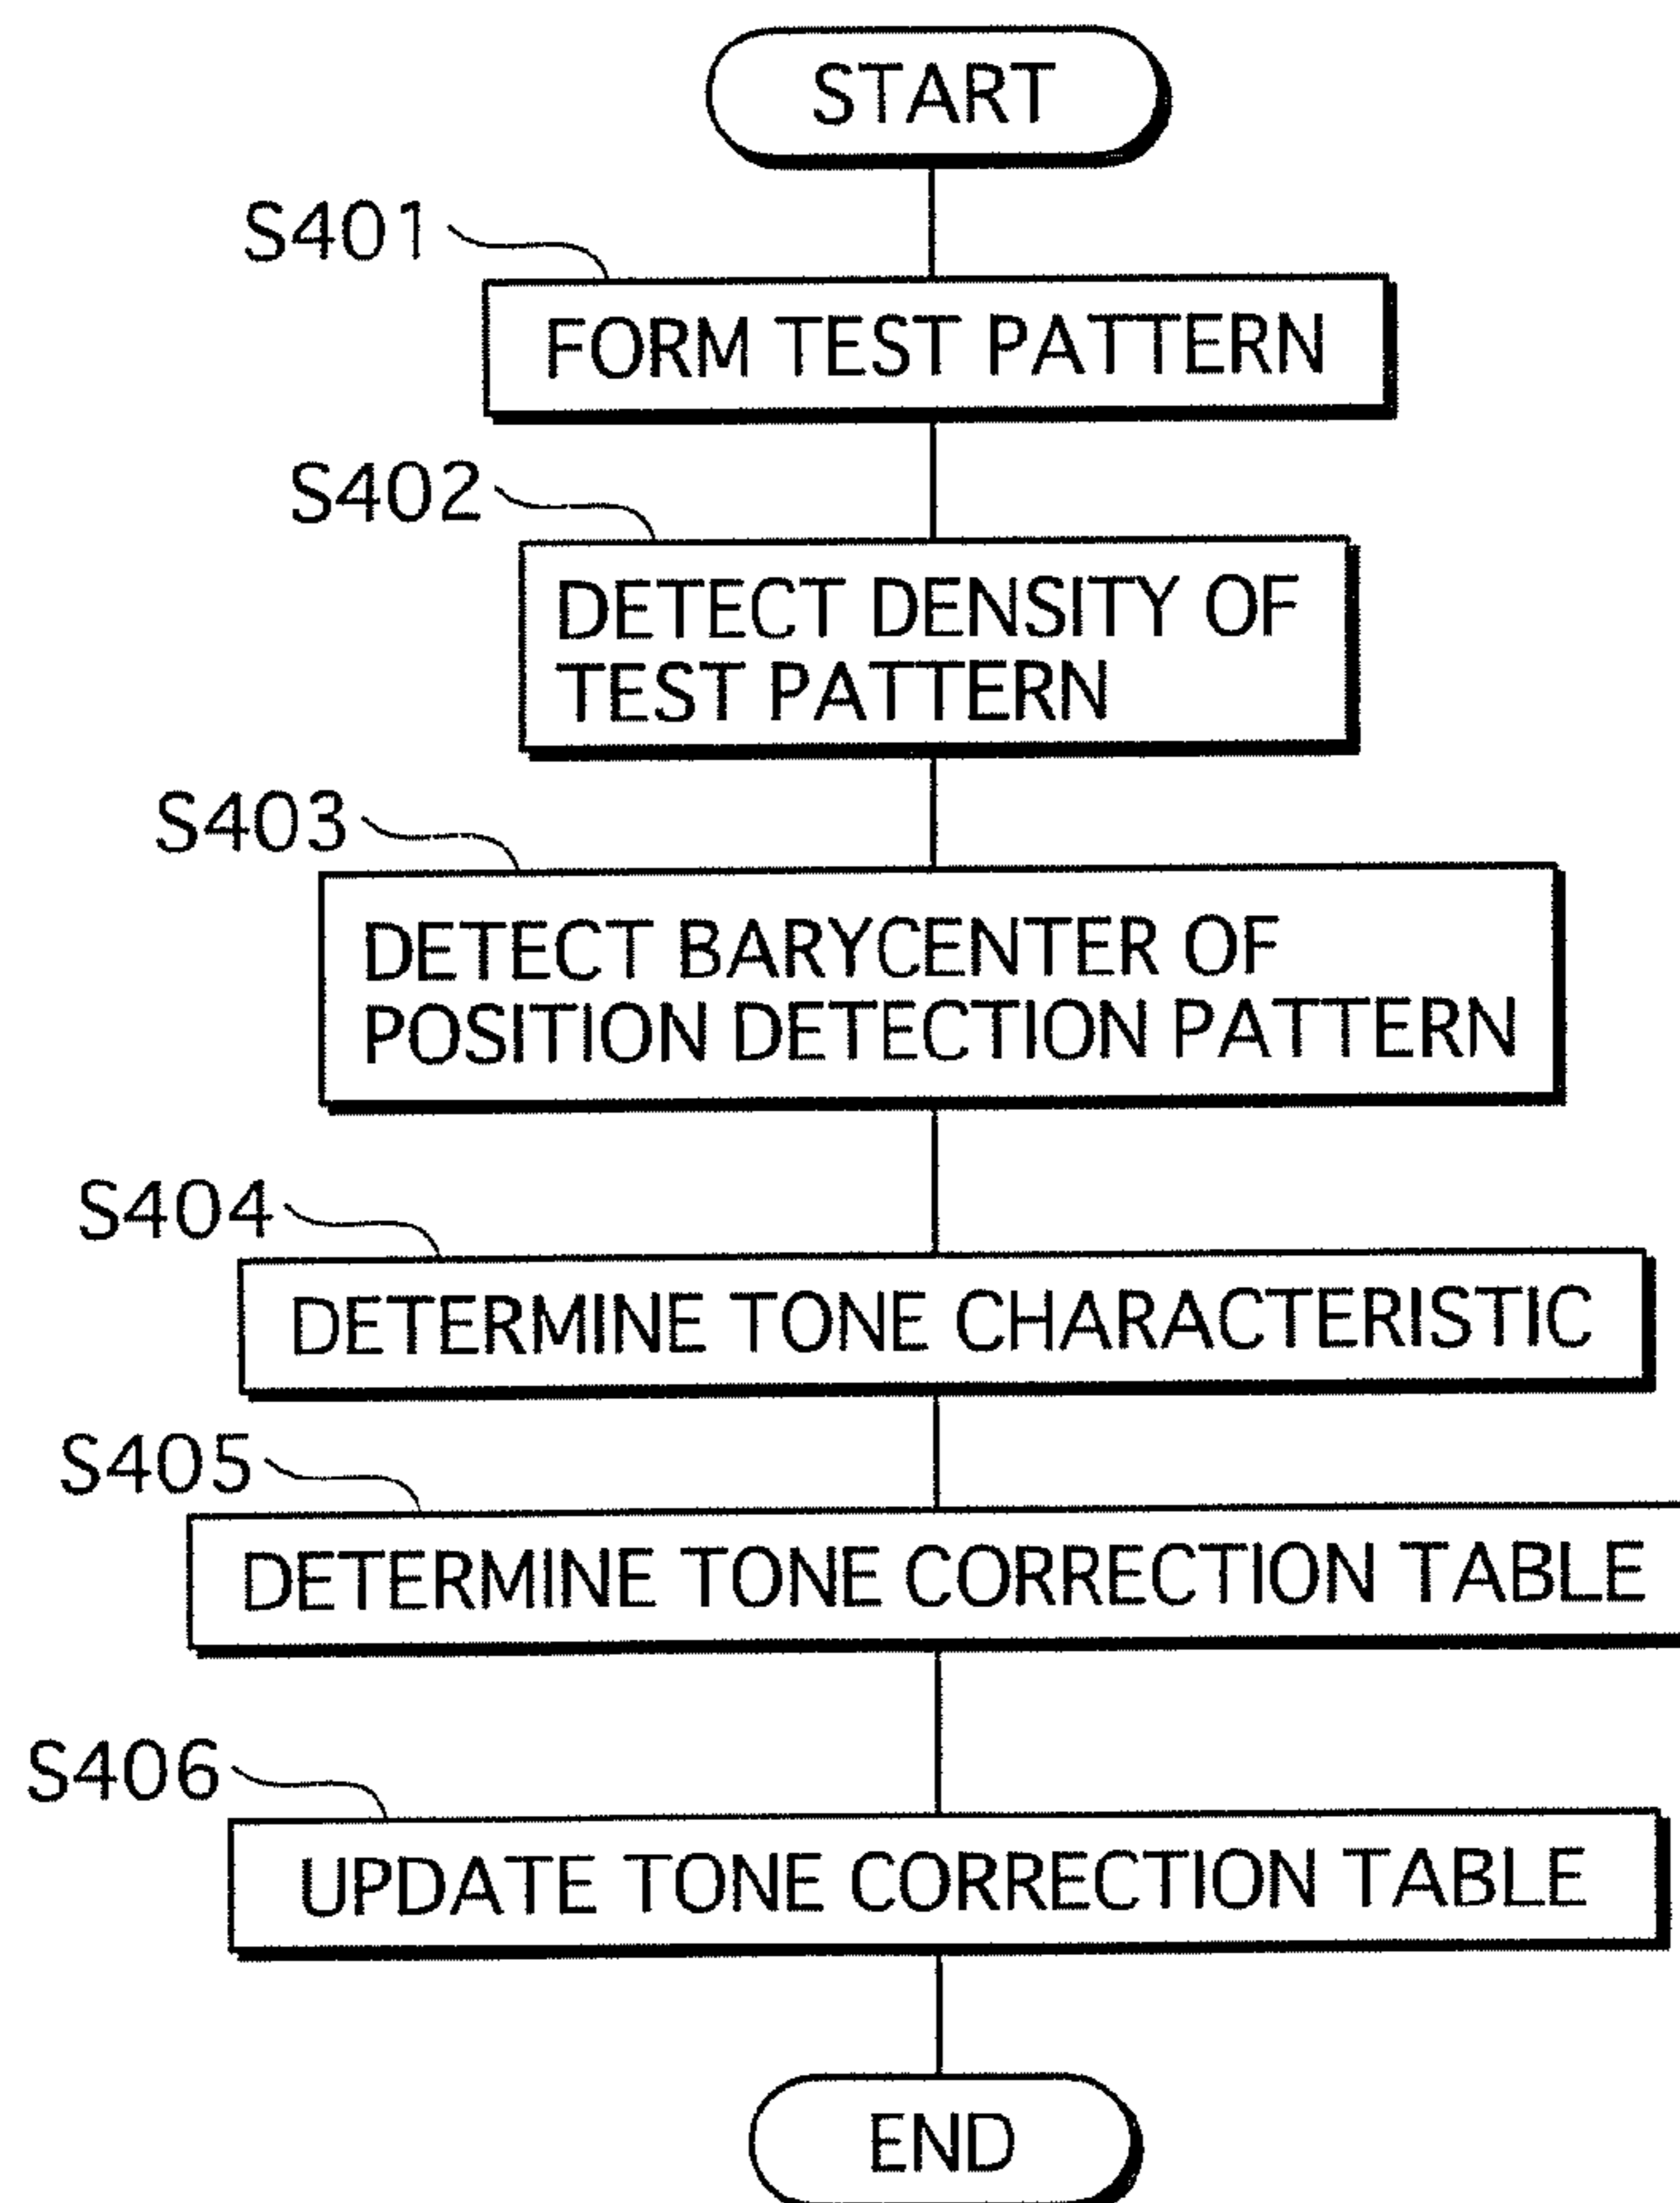 START
S401
FORM TEST PATTERN
S402
DETECT DENSITY OF
TEST PATTERN
S403
DETECT BARYCENTER OF
POSITION DETECTION PATTERN
S404
DETERMINE TONE CHARACTERISTIC
S405
DETERMINE TONE CORRECTION TABLE
S406
UPDATE TONE CORRECTION TABLE
END